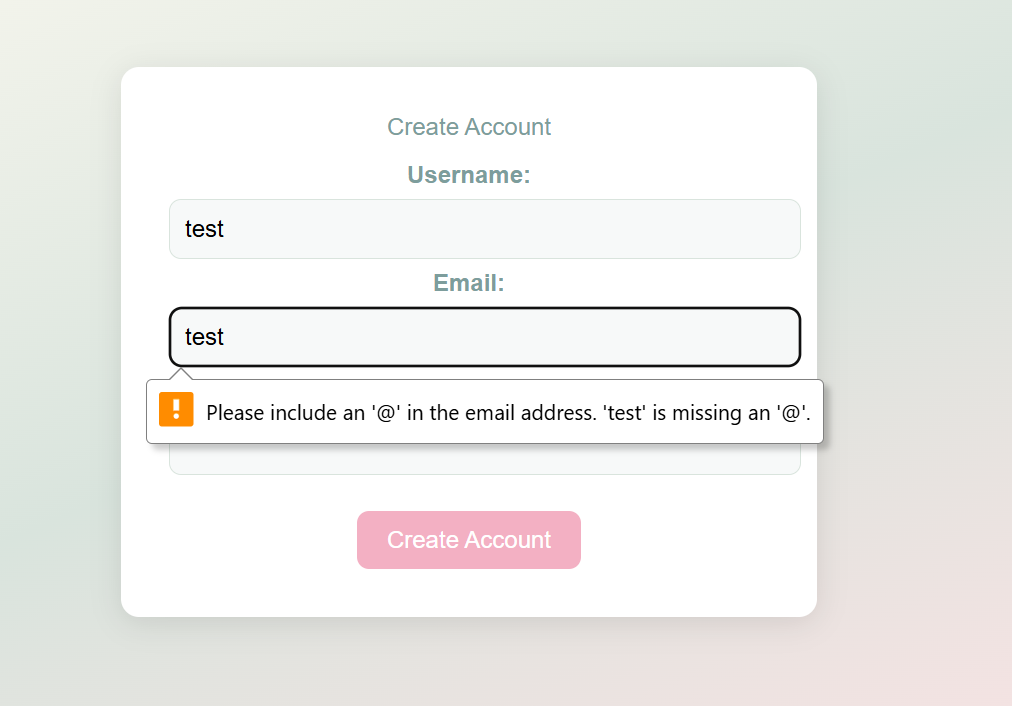 Create Account
Username:
test
Email:
test
Please include an '@' in the email address. 'test' is missing an '@'.
Create Account